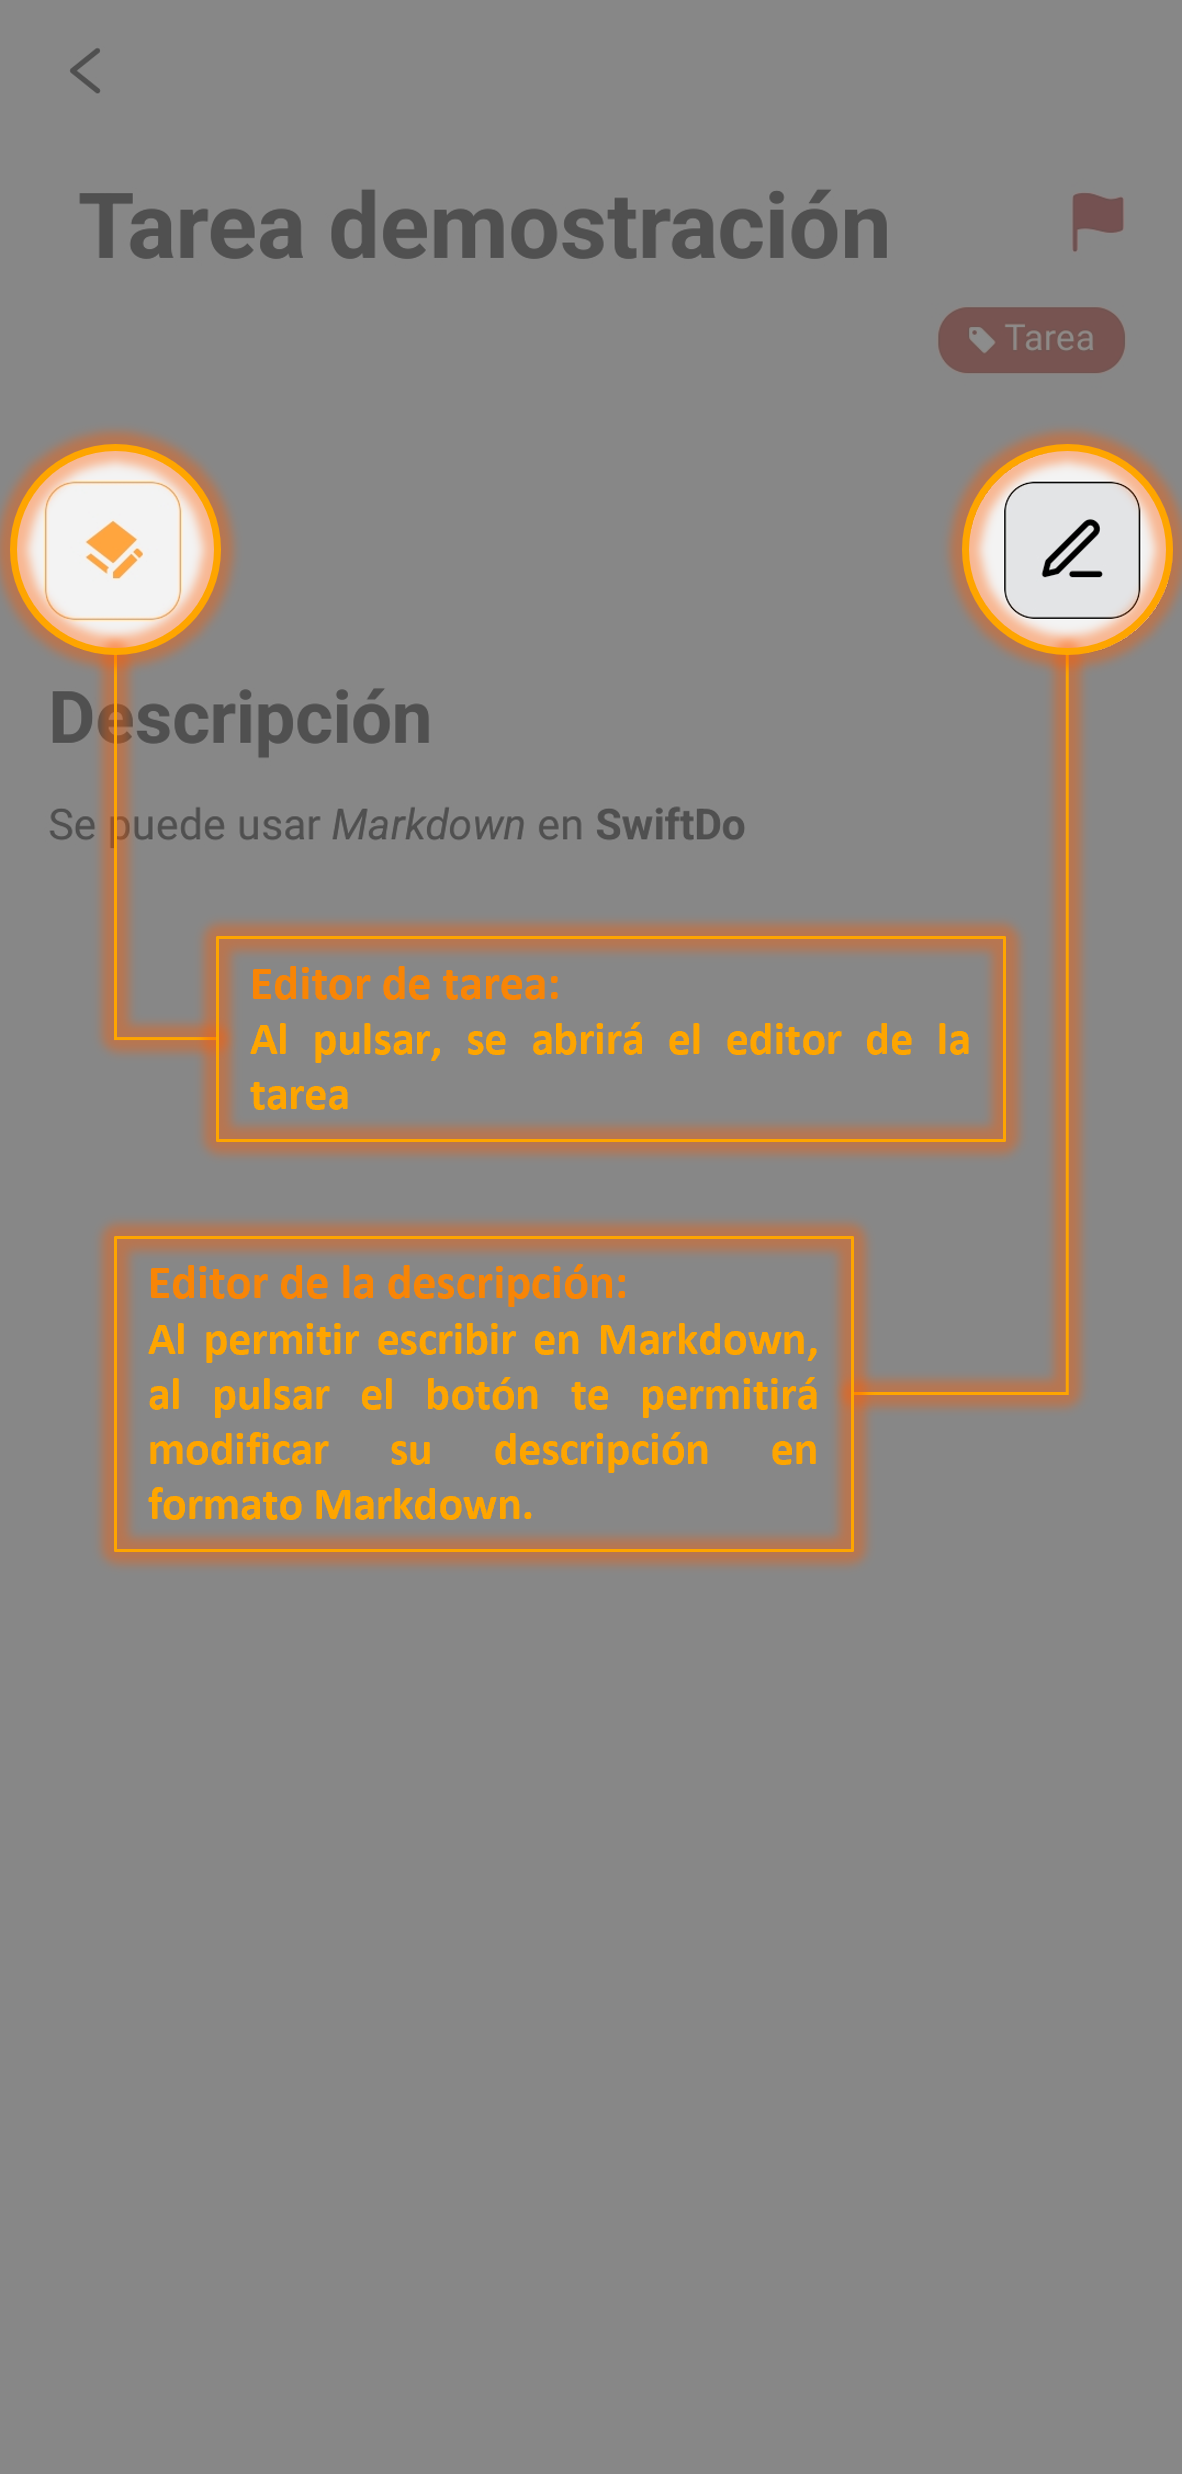 Tarea demostración
Tarea
Descripción
Se puede usar Markdown en SwiftDo
Editor de tarea:
Al pulsar, se abrirá el editor de la
tarea
Editor de la descripción:
Al permitir escribir en Markdown,
al pulsar el botón te permitirá
modificar su descripción en
formato Markdown.